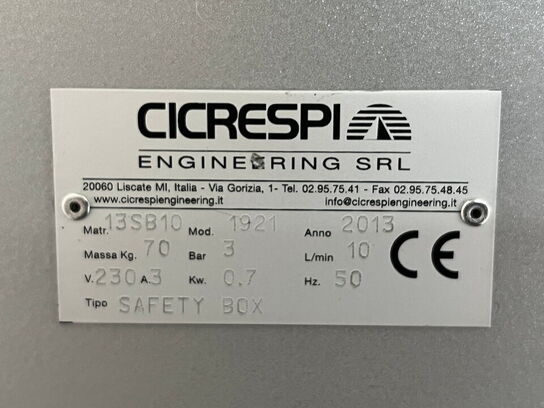 CICRESPI
ENGINEERING SRL
20060 Liscate MI, Italia - Via Gorizia, 1- Tel. 02.95.75.41 - Fax 02.95.75.48.45
www.cicrespiengineering.it info@cicrespiengineering.it
Matr. 13SB10 Mod. 1921 Anno 2013
Massa Kg. 70 Bar 3 L/min 10 CE
V. 230 A. 3 Kw. 0.7 Hz. 50
Tipo SAFETY BOX